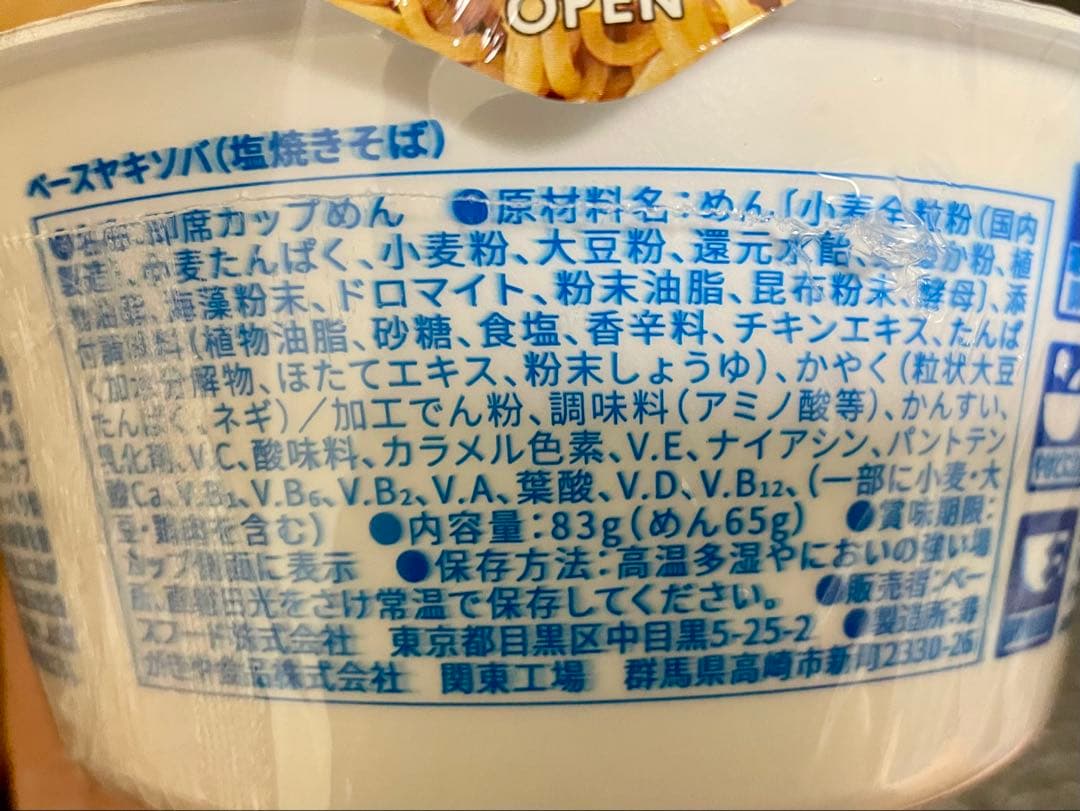 OPEN
ベースヤキソバ(塩焼きそば)
即席カップめん ●原材料名:めん「小麦全粒粉(国内
製造)、小麦たんぱく、小麦粉、大豆粉、還元水飴、か粉、植
油脂、海藻粉末、ドロマイト、粉末油脂、昆布粉末、酵母)、添
付調味料(植物油脂、砂糖、食塩、香辛料、チキンエキス、たんぱ
く加水分解物、ほたてエキス、粉末しょうゆ)、かやく(粒状大豆
たんぱく、ネギ)/加工でん粉、調味料(アミノ酸等)、かんすい、
乳化剤、V.C、酸味料、カラメル色素、V.E、ナイアシン、パントテン
酸Ca、V.B₁、V.B₆、V.B₂、V.A、葉酸、V.D、V.B₁₂、(一部に小麦・大
豆・鶏肉を含む) ●内容量:83g(めん65g) ●賞味期限:
カップ側面に表示 ●保存方法:高温多湿やにおいの強い場
所、直射日光をさけ常温で保存してください。 ●販売者:ベー
スフード株式会社 東京都目黒区中目黒5-25-2 ●製造所:寿
がきや食品株式会社 関東工場 群馬県高崎市新町2330-26